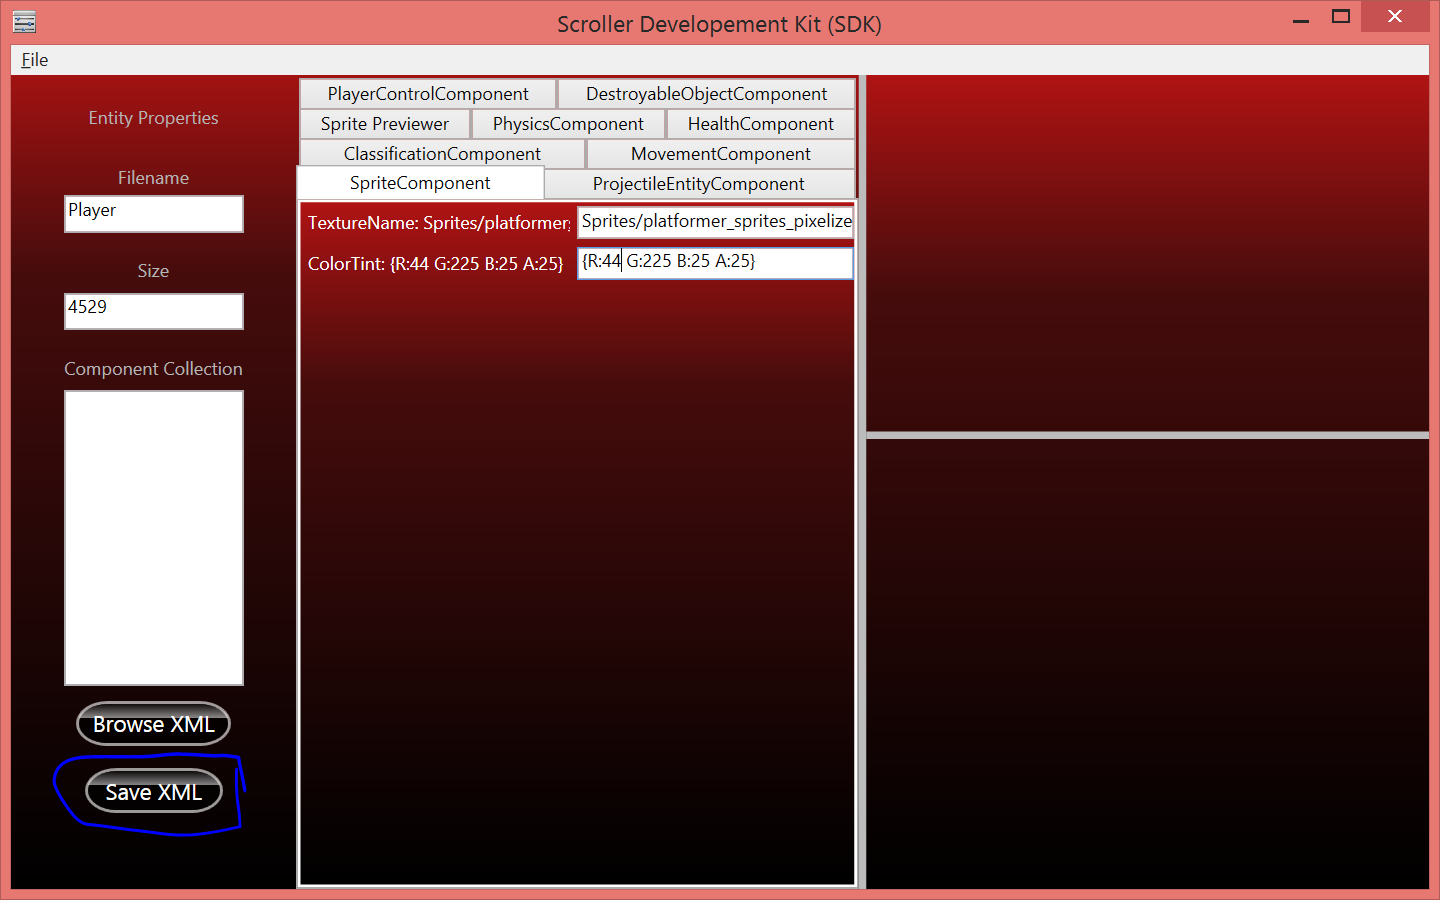 Scroller Developement Kit (SDK)
File
Entity Properties
Filename
Player
Size
4529
Component Collection
Browse XML
Save XML
PlayerControlComponent DestroyableObjectComponent
Sprite Previewer PhysicsComponent HealthComponent
ClassificationComponent MovementComponent
SpriteComponent ProjectileEntityComponent
TextureName: Sprites/platformer Sprites/platformer_sprites_pixelize
ColorTint: {R:44 G:225 B:25 A:25} {R:44 G:225 B:25 A:25}